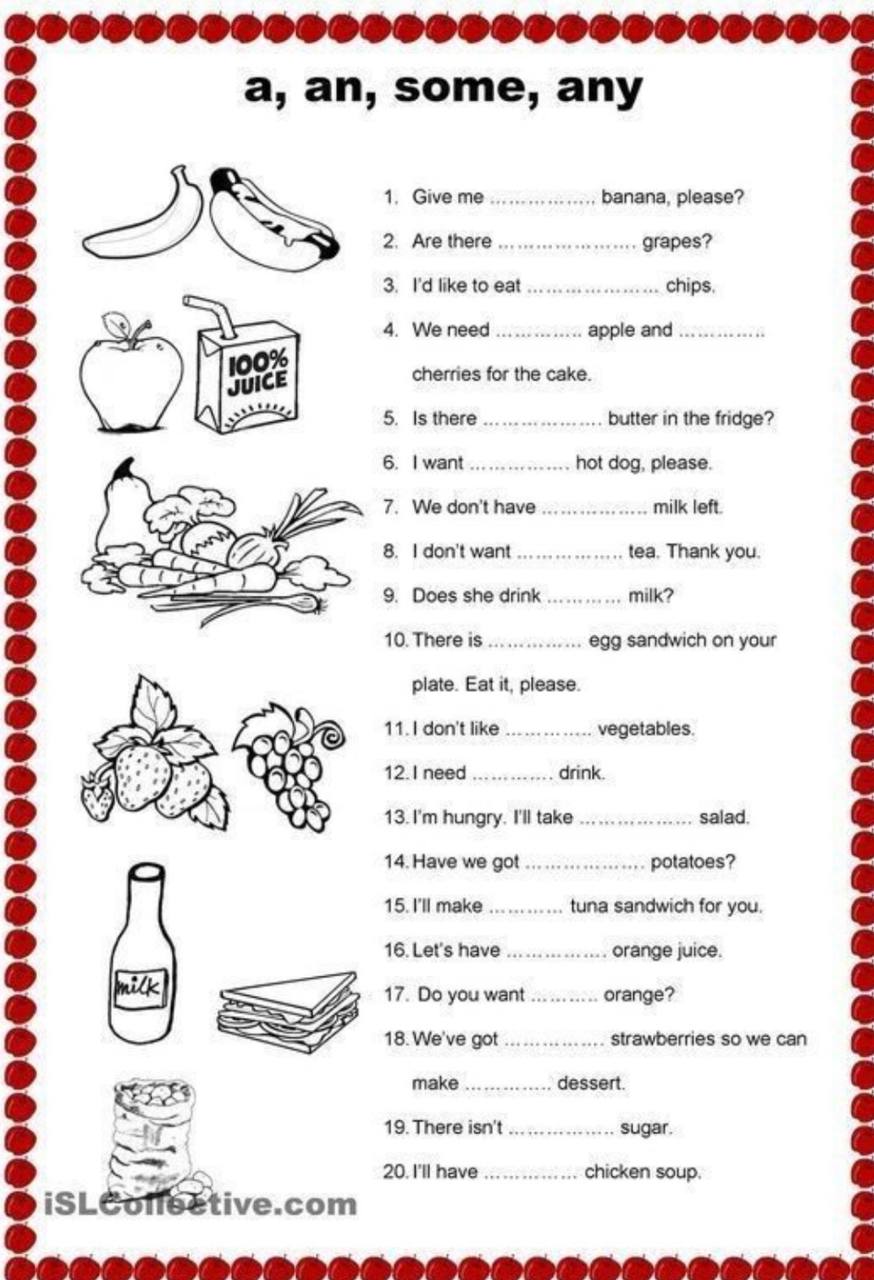 a, an, some, any
1. Give me ................. banana, please?
2. Are there ...................... grapes?
3. I'd like to eat ..................... chips.
4. We need .............. apple and ..............
cherries for the cake.
5. Is there ................... butter in the fridge?
6. I want ................ hot dog, please.
7. We don't have ................. milk left.
8. I don't want ................. tea. Thank you.
9. Does she drink ............ milk?
10. There is ............... egg sandwich on your
plate. Eat it, please.
11. I don't like .............. vegetables.
12. I need ............. drink.
13. I'm hungry. I'll take .................. salad.
14. Have we got ................... potatoes?
15. I'll make ............ tuna sandwich for you.
16. Let's have ................ orange juice.
17. Do you want ........... orange?
18. We've got ................ strawberries so we can
make .............. dessert.
19. There isn't ................. sugar.
20. I'll have ............... chicken soup.
100%
JUICE
milk
iSLCollective.com